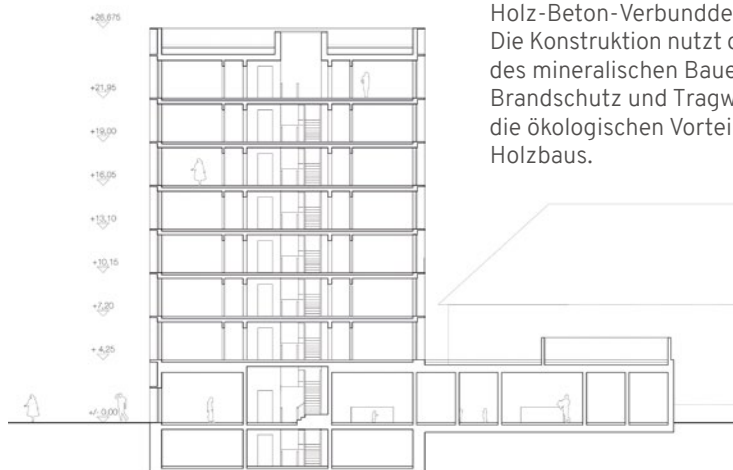 Holz-Beton-Verbundde
Die Konstruktion nutzt d
des mineralischen Baue
Brandschutz und Tragw
die ökologischen Vortei
Holzbaus.
+26,675
+21,95
+19,00
+16,05
+13,10
+10,15
+7,20
+ 4,25
+/- 0,00